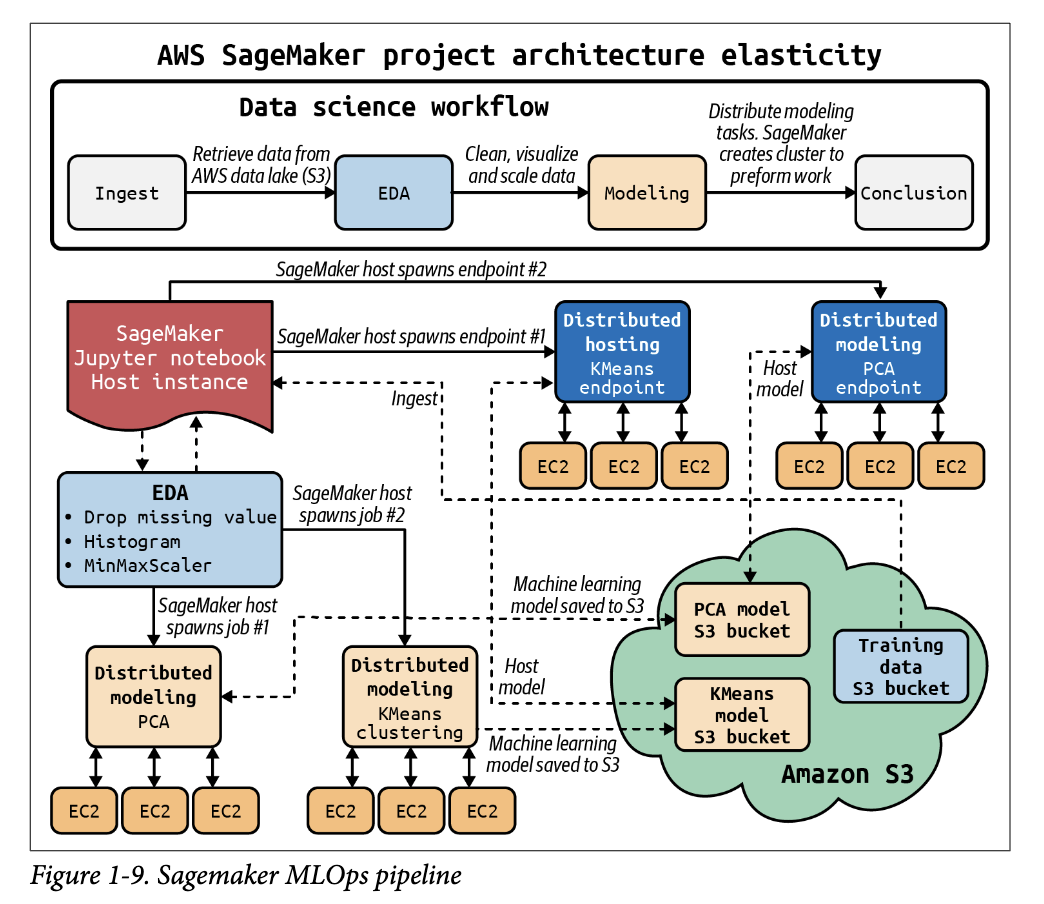 AWS SageMaker project architecture elasticity
Data science workflow
Ingest
Retrieve data from
AWS data lake (S3)
EDA
Clean, visualize
and scale data
Modeling
Distribute modeling
tasks. SageMaker
creates cluster to
preform work
Conclusion
SageMaker host spawns endpoint #2
SageMaker
Jupyter notebook
Host instance
SageMaker host spawns endpoint #1
Ingest
Distributed
hosting
KMeans
endpoint
Host
model
Distributed
modeling
PCA
endpoint
EC2
EC2
EC2
EC2
EC2
EC2
EDA
• Drop missing value
• Histogram
• MinMaxScaler
SageMaker host
spawns job #2
SageMaker host
spawns job #1
Machine learning
model saved to S3
PCA model
S3 bucket
Training
data
S3 bucket
Distributed
modeling
PCA
Distributed
modeling
KMeans
clustering
Host
model
KMeans
model
S3 bucket
Machine learning
model saved to S3
Amazon S3
EC2
EC2
EC2
EC2
EC2
EC2
Figure 1-9. Sagemaker MLOps pipeline